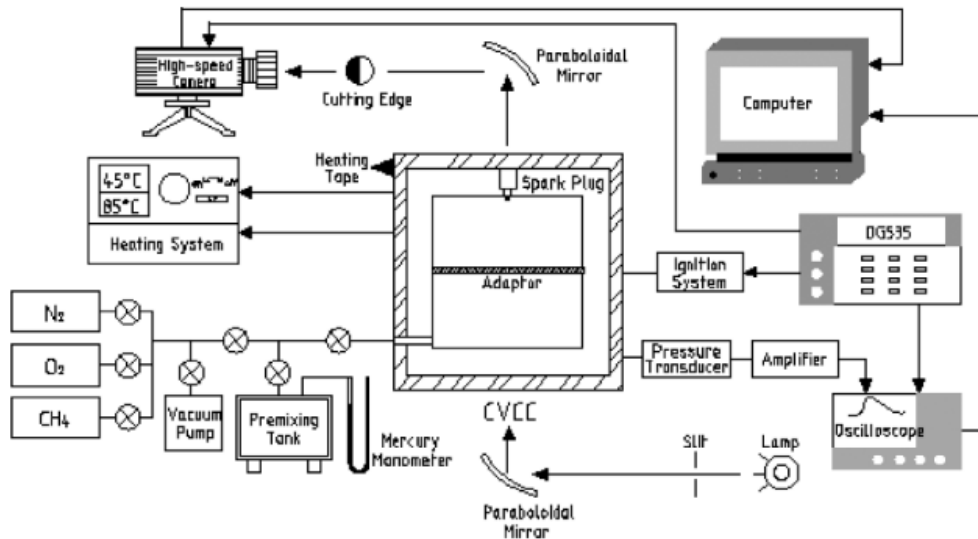 High-speed
Camera
Cutting Edge
Paraboloidal
Mirror
Computer
Heating
Tape
Spark Plug
45°C
85°C
Heating System
Adaptor
Ignition
System
DG535
N₂
O₂
CH₄
Vacuum
Pump
Premixing
Tank
Mercury
Manometer
CVCC
Pressure
Transducer
Amplifier
Oscilloscope
Slit
Lamp
Paraboloidal
Mirror